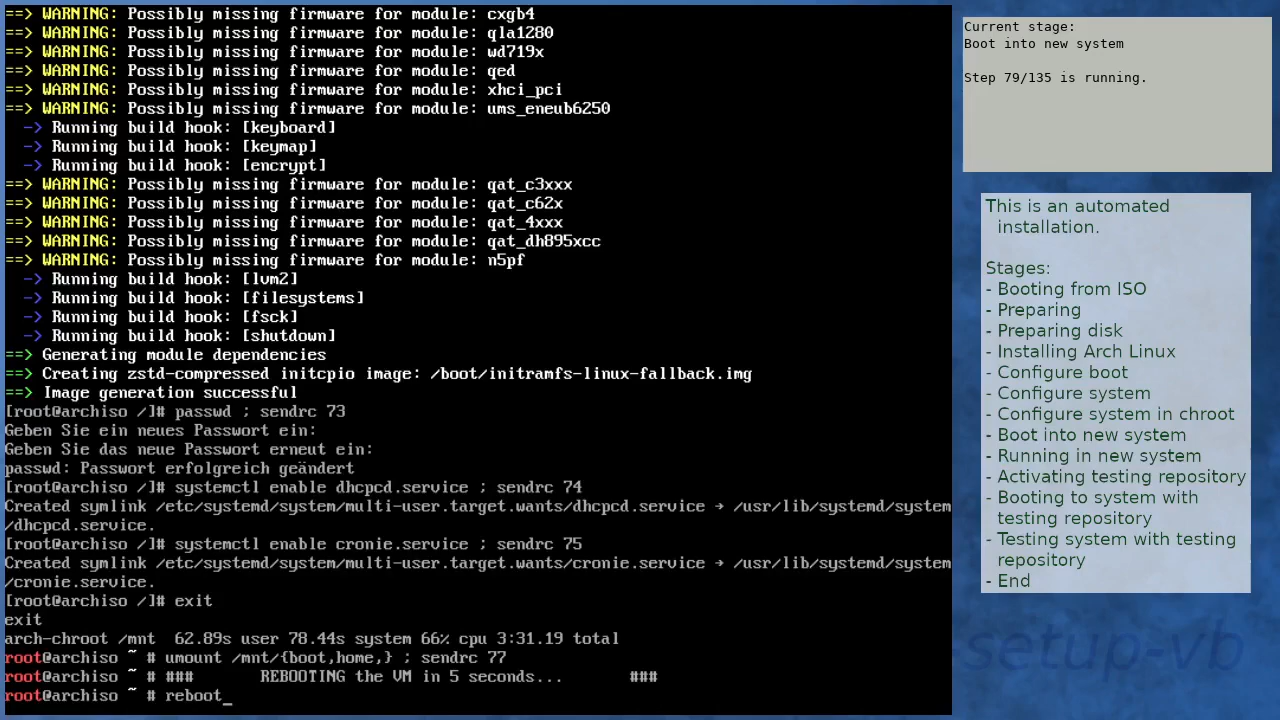 ==> WARNING: Possibly missing firmware for module: cxgb4
==> WARNING: Possibly missing firmware for module: qla1280
==> WARNING: Possibly missing firmware for module: wd719x
==> WARNING: Possibly missing firmware for module: qed
==> WARNING: Possibly missing firmware for module: xhci_pci
==> WARNING: Possibly missing firmware for module: ums_eneub6250
-> Running build hook: [keyboard]
-> Running build hook: [keymap]
-> Running build hook: [encrypt]
==> WARNING: Possibly missing firmware for module: qat_c3xxx
==> WARNING: Possibly missing firmware for module: qat_c62x
==> WARNING: Possibly missing firmware for module: qat_4xxx
==> WARNING: Possibly missing firmware for module: qat_dh895xcc
==> WARNING: Possibly missing firmware for module: n5pf
-> Running build hook: [lvm2]
-> Running build hook: [filesystems]
-> Running build hook: [fsck]
-> Running build hook: [shutdown]
==> Generating module dependencies
==> Creating zstd-compressed initcpio image: /boot/initramfs-linux-fallback.img
==> Image generation successful
[root@archiso /]# passwd ; sendrc 73
Geben Sie ein neues Passwort ein:
Geben Sie das neue Passwort erneut ein:
passwd: Passwort erfolgreich geändert
[root@archiso /]# systemctl enable dhcpcd.service ; sendrc 74
Created symlink /etc/systemd/system/multi-user.target.wants/dhcpcd.service → /usr/lib/systemd/system
/dhcpcd.service.
[root@archiso /]# systemctl enable cronie.service ; sendrc 75
Created symlink /etc/systemd/system/multi-user.target.wants/cronie.service → /usr/lib/systemd/system
/cronie.service.
[root@archiso /]# exit
exit
arch-chroot /mnt  62.89s user 78.44s system 66% cpu 3:31.19 total
root@archiso ~ # umount /mnt/{boot,home,} ; sendrc 77
root@archiso ~ # ###       REBOOTING the VM in 5 seconds...       ###
root@archiso ~ # reboot_
Current stage:
Boot into new system
Step 79/135 is running.
This is an automated
installation.
Stages:
- Booting from ISO
- Preparing
- Preparing disk
- Installing Arch Linux
- Configure boot
- Configure system
- Configure system in chroot
- Boot into new system
- Running in new system
- Activating testing repository
- Booting to system with
testing repository
- Testing system with testing
repository
- End
setup-vb